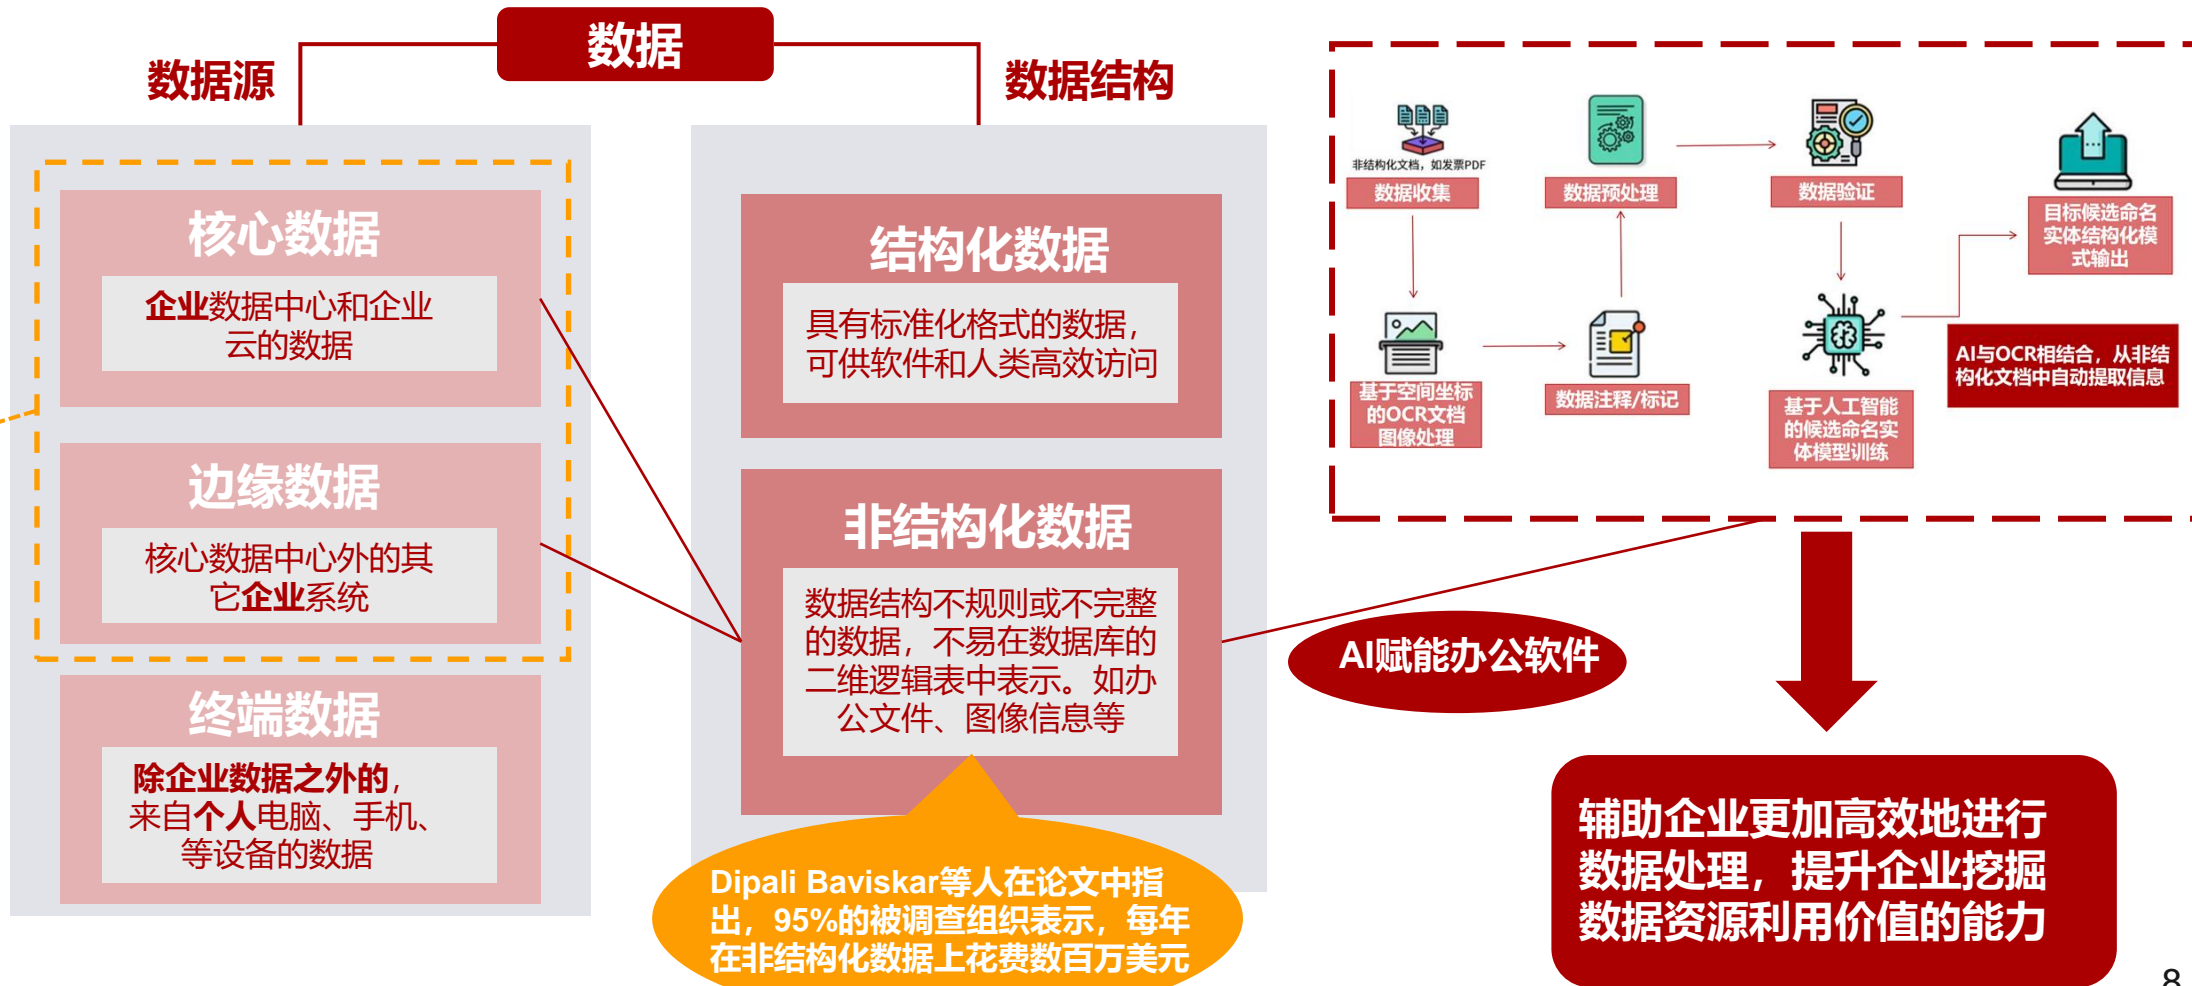 数据
数据源
数据结构
核心数据
企业数据中心和企业
云的数据
边缘数据
核心数据中心外的其
它企业系统
终端数据
除企业数据之外的，
来自个人电脑、手机、
等设备的数据
结构化数据
具有标准化格式的数据，
可供软件和人类高效访问
非结构化数据
数据结构不规则或不完整
的数据，不易在数据库的
二维逻辑表中表示。如办
公文件、图像信息等
Dipali Baviskar等人在论文中指
出，95%的被调查组织表示，每年
在非结构化数据上花费数百万美元
非结构化文档，如发票PDF
数据收集
基于空间坐标
的OCR文档
图像处理
数据注释/标记
数据预处理
数据验证
基于人工智能
的候选命名实
体模型训练
目标候选命名
实体结构化模
式输出
AI与OCR相结合，从非结
构化文档中自动提取信息
AI赋能办公软件
辅助企业更加高效地进行
数据处理，提升企业挖掘
数据资源利用价值的能力
8